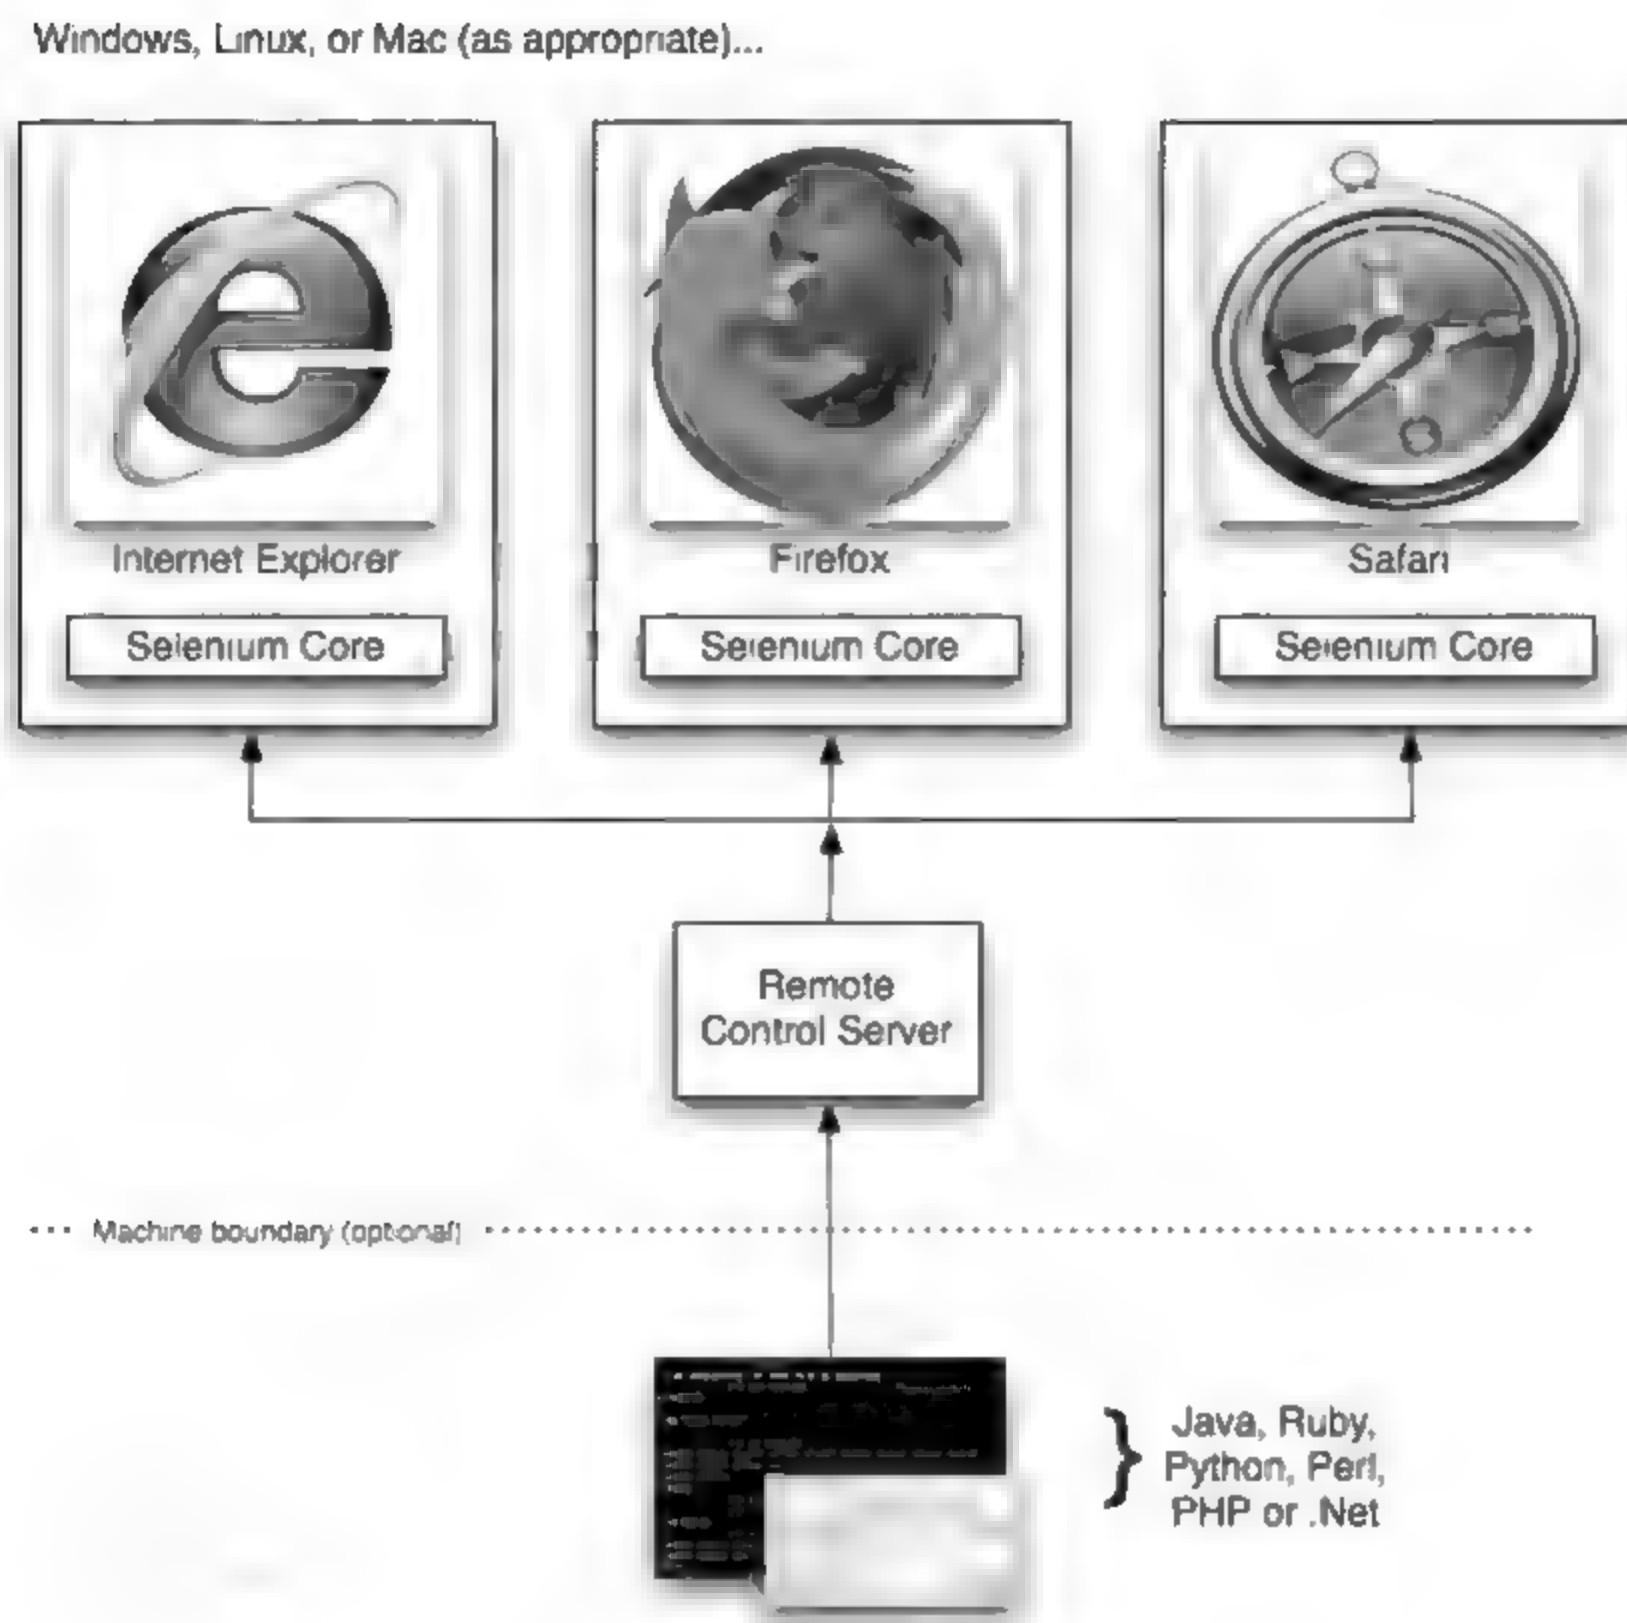 Windows, Linux, or Mac (as appropriate)...
Internet Explorer
Firefox
Safari
Selenium Core
Selenium Core
Selenium Core
Remote
Control Server
Machine boundary (optional)
Java, Ruby,
Python, Perl,
PHP or .Net